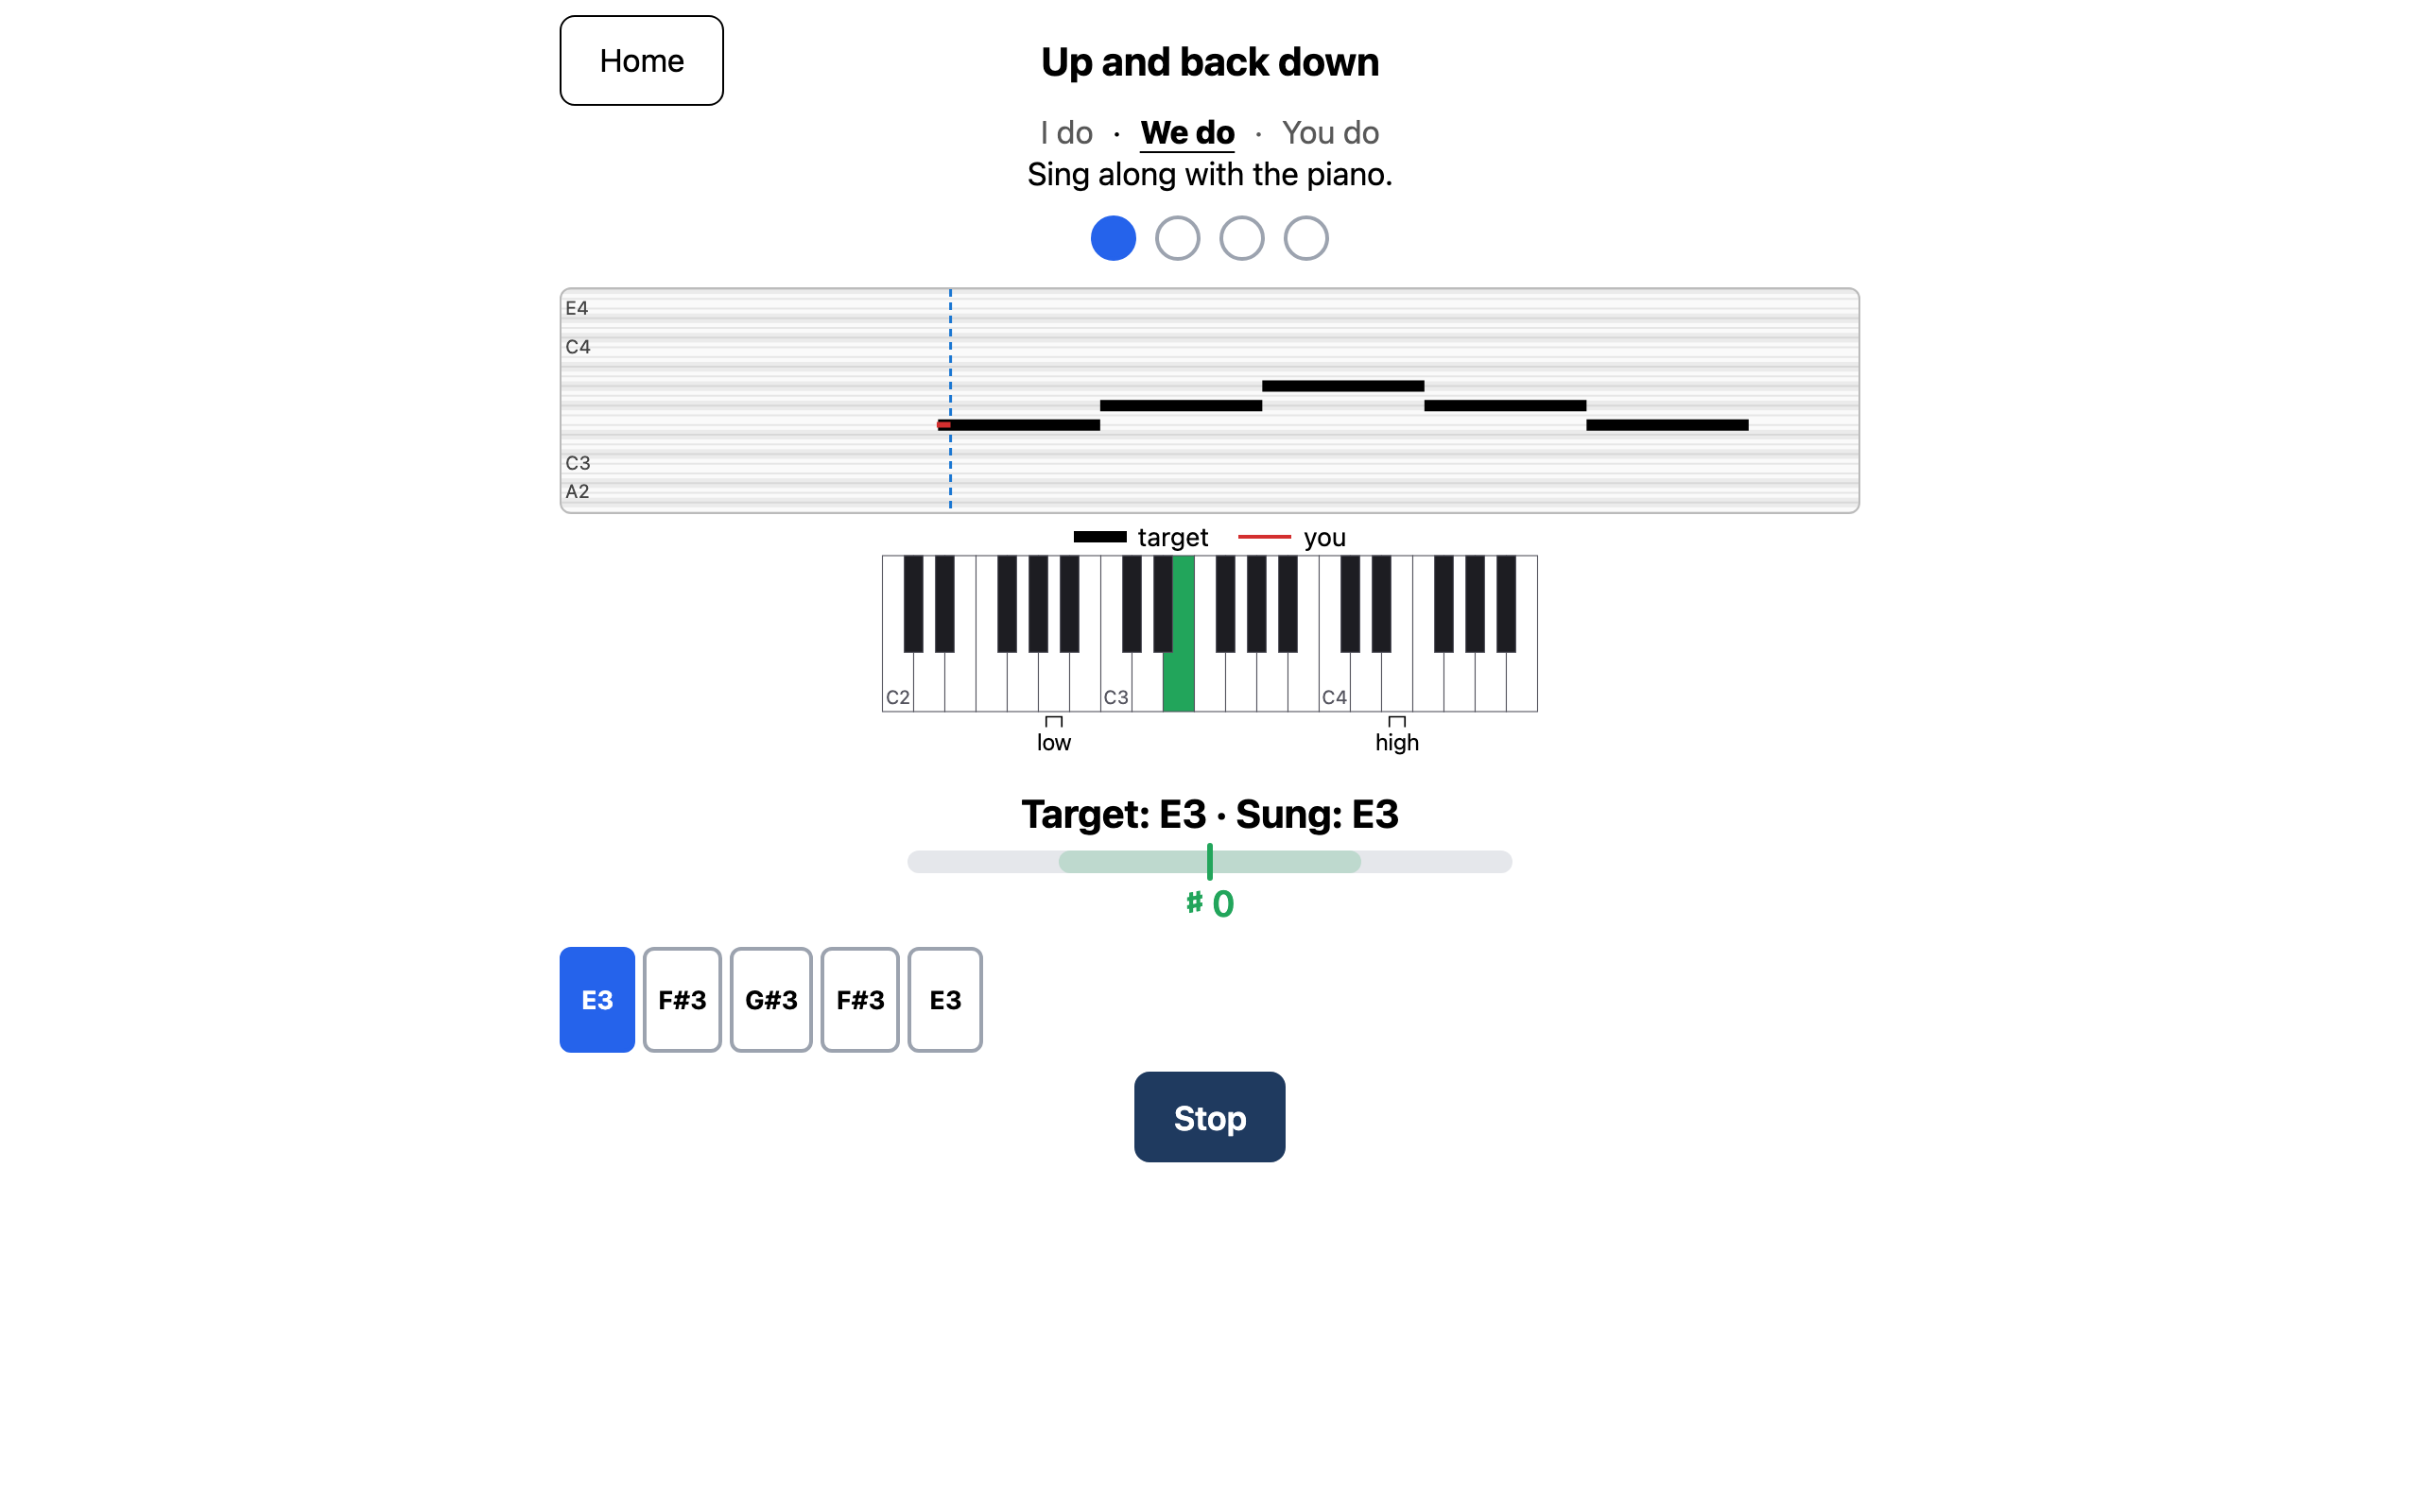 Home
Up and back down
I do · We do · You do
Sing along with the piano.
E4
C4
C3
A2
target you
C2 C3 C4
low high
Target: E3 · Sung: E3
♯ 0
E3 F#3 G#3 F#3 E3
Stop